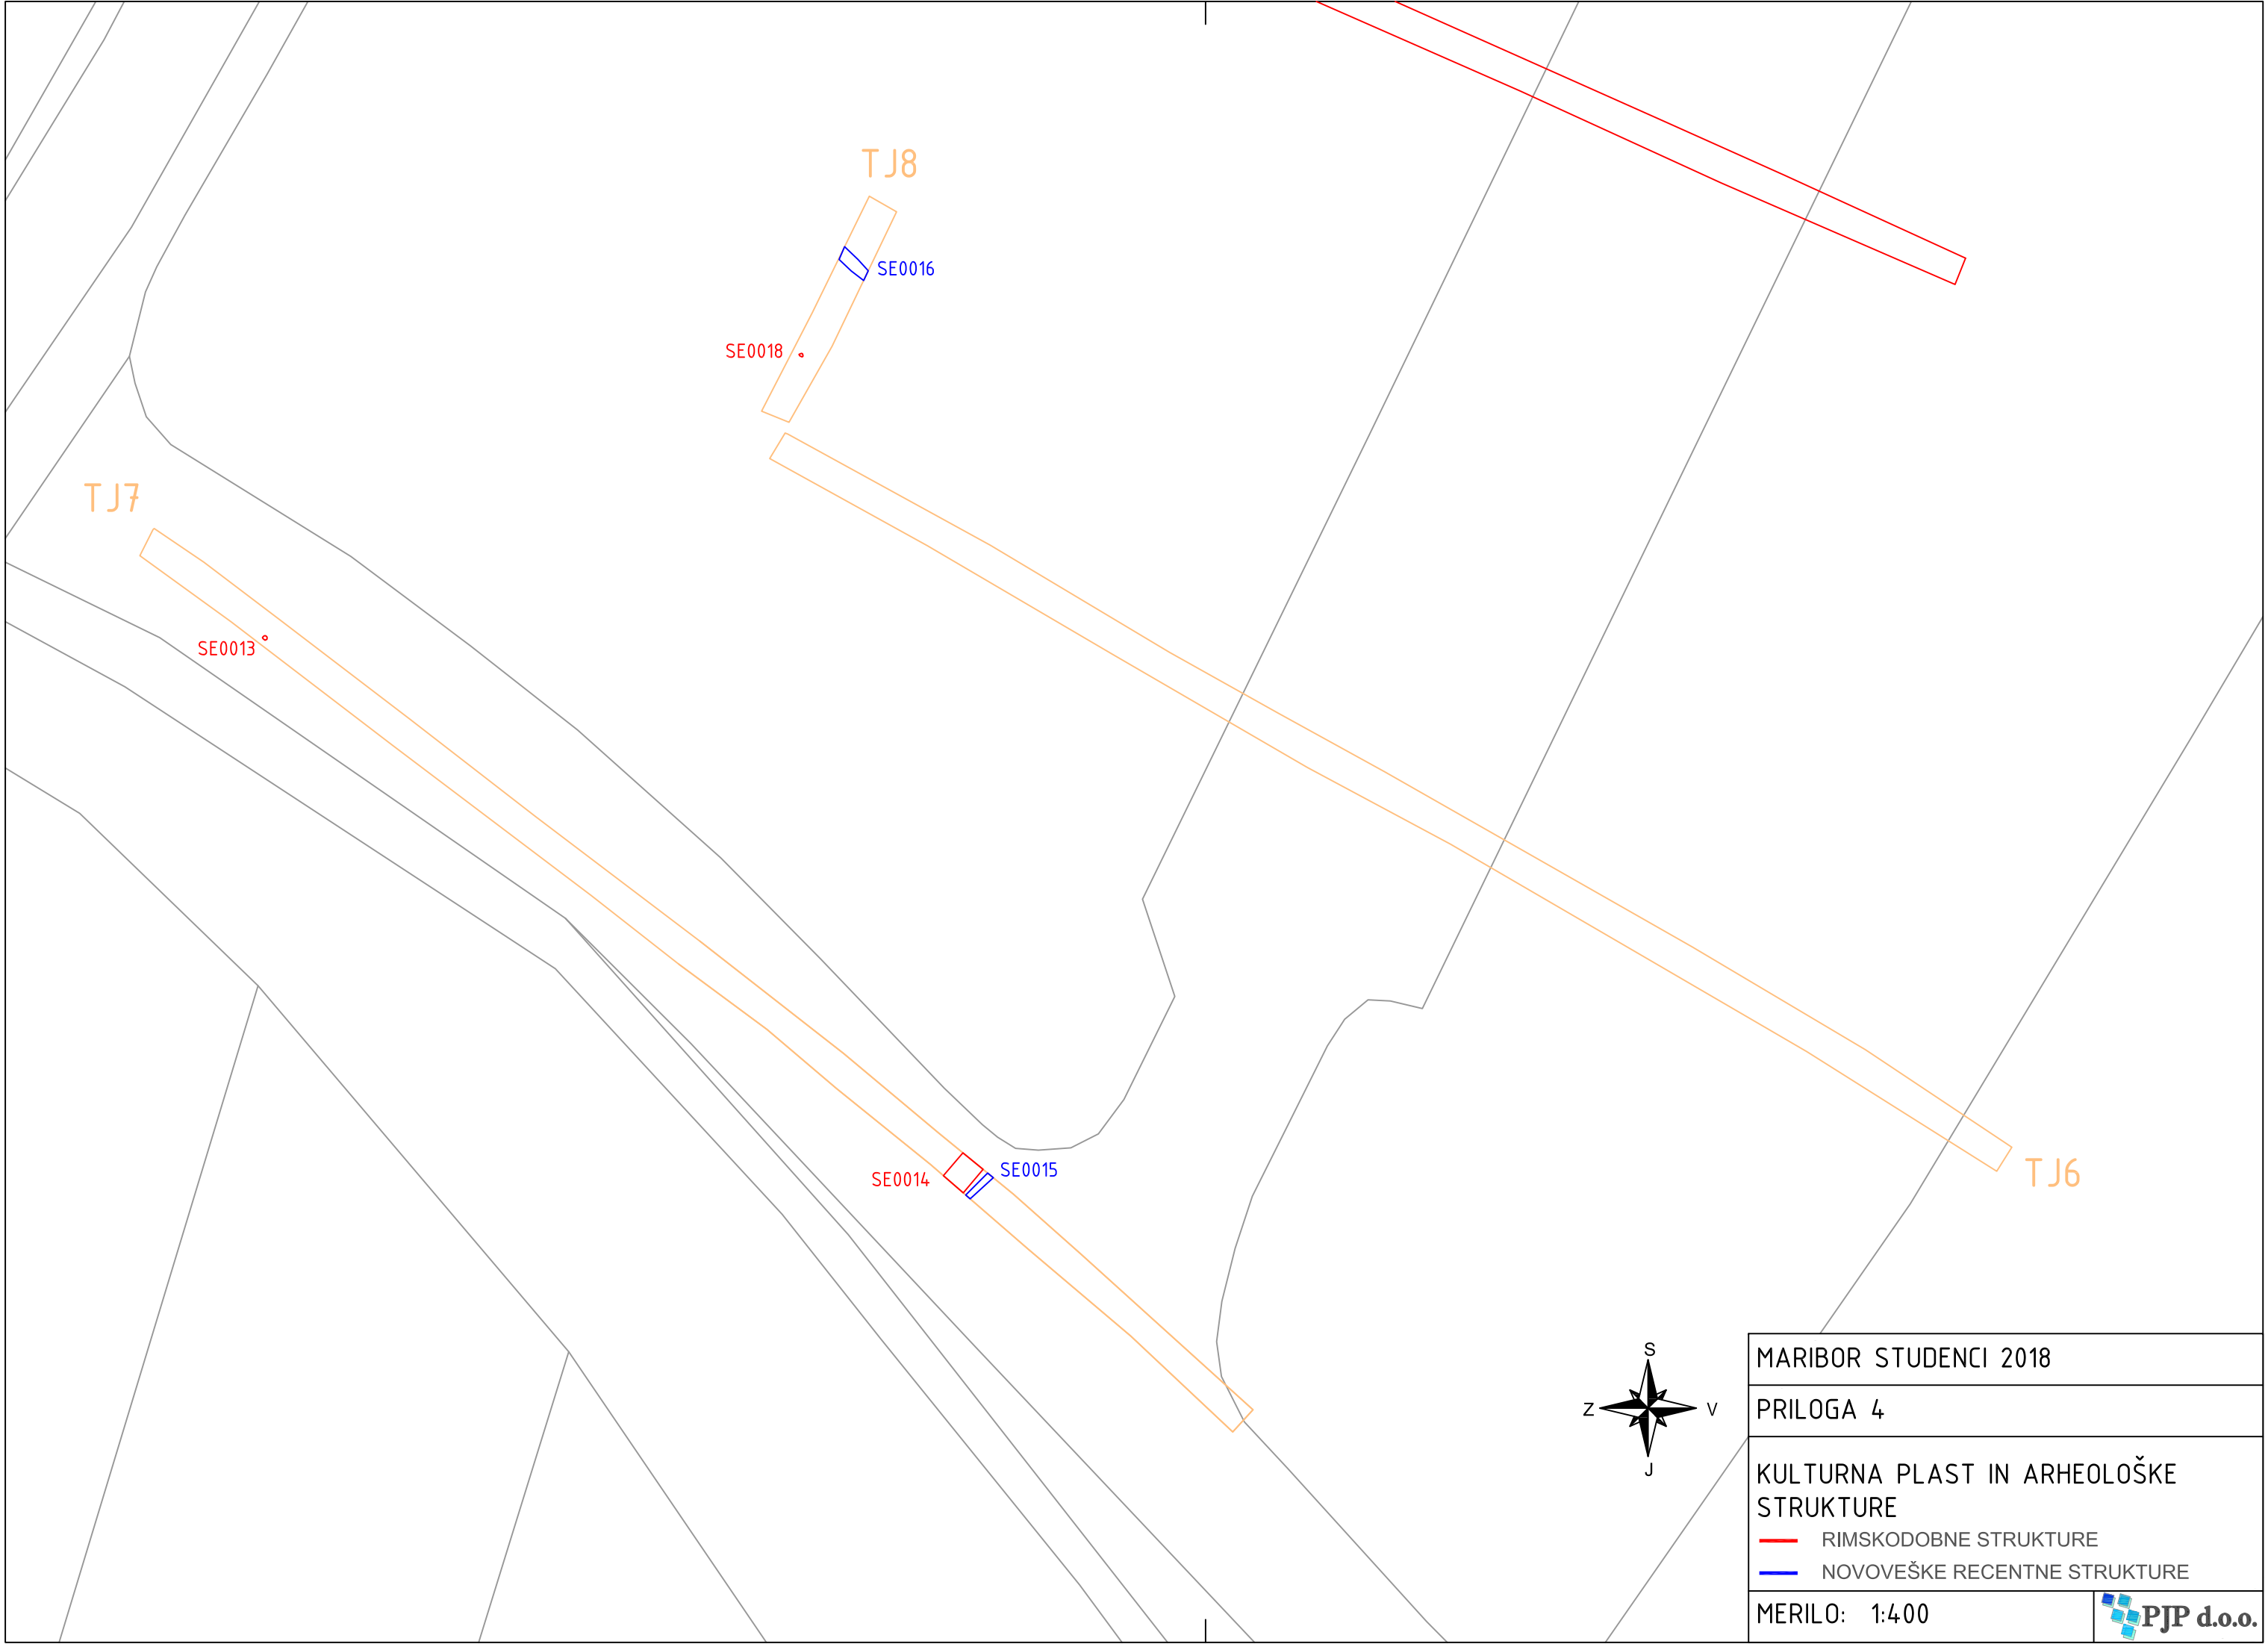 TJ8
SE0016
SE0018
TJ7
SE0013
SE0014
SE0015
TJ6
S
Z
V
J
MARIBOR STUDENCI 2018
PRILOGA 4
KULTURNA PLAST IN ARHEOLOŠKE
STRUKTURE
RIMSKODOBNE STRUKTURE
NOVOVEŠKE RECENTNE STRUKTURE
MERILO: 1:400
PJP d.o.o.